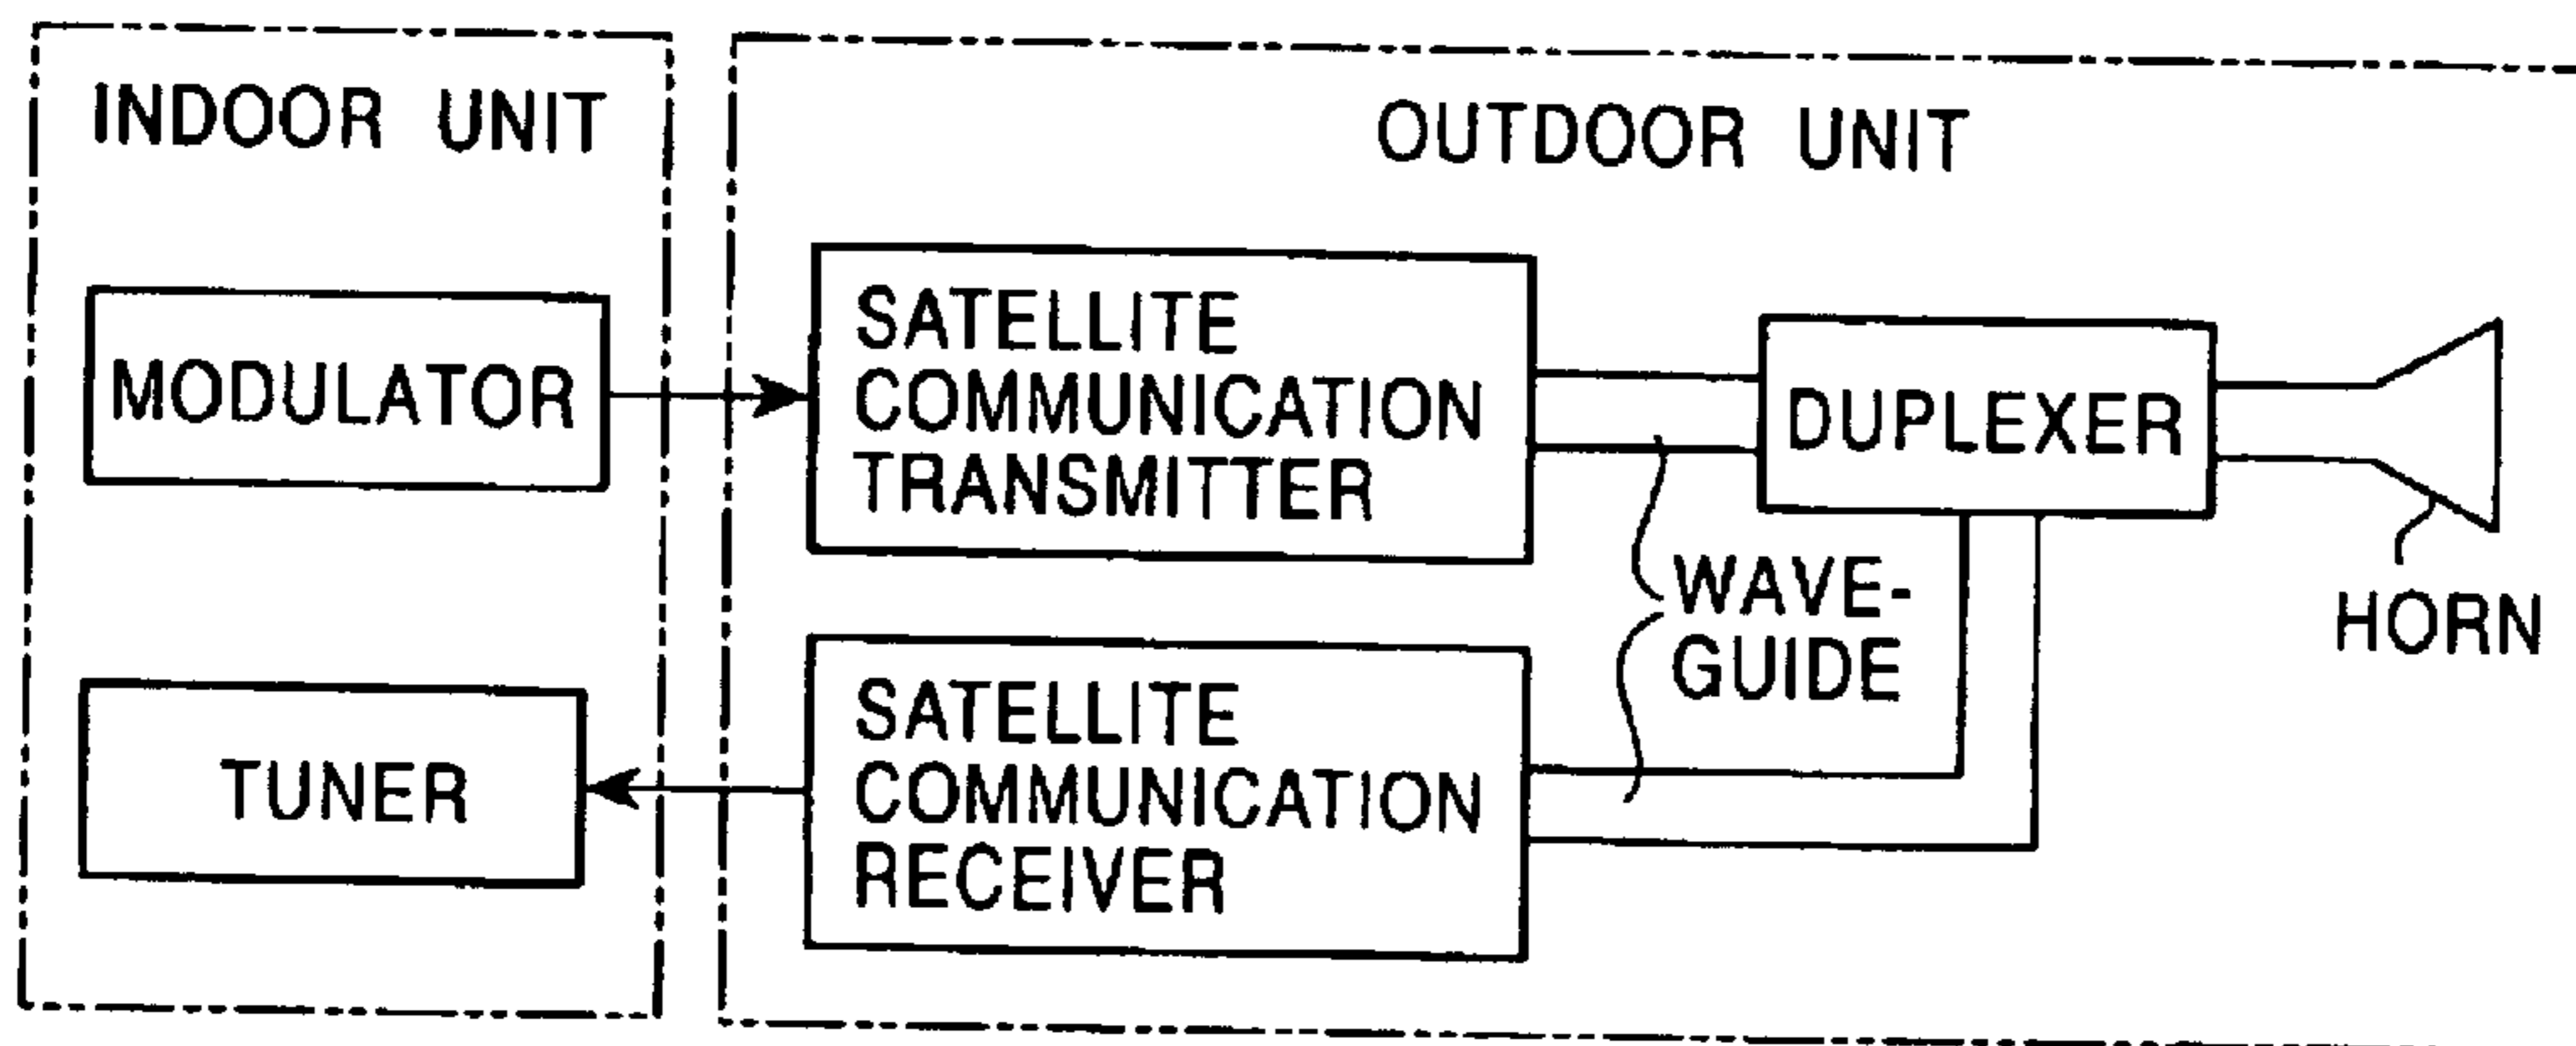 INDOOR UNIT
OUTDOOR UNIT
MODULATOR
SATELLITE
COMMUNICATION
TRANSMITTER
DUPLEXER
WAVE-
GUIDE
HORN
TUNER
SATELLITE
COMMUNICATION
RECEIVER